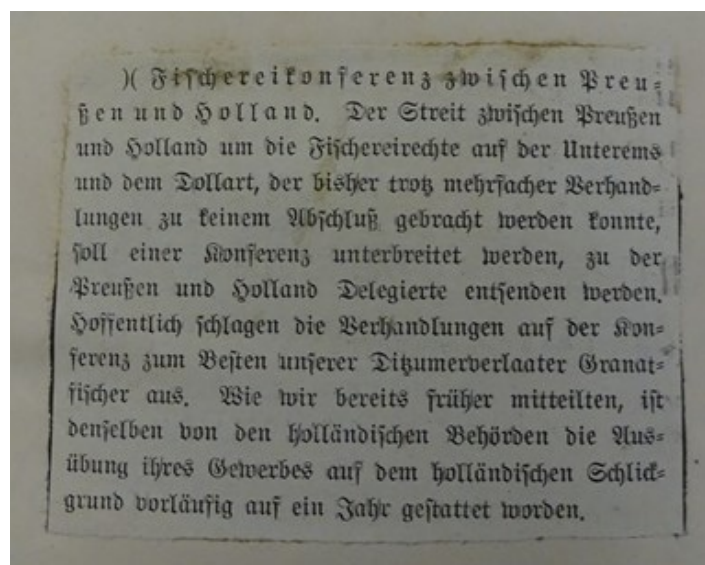 )( Fischereikonferenz zwischen Preu-
ßen und Holland. Der Streit zwischen Preußen
und Holland um die Fischereirechte auf der Unterems
und dem Dollart, der bisher trotz mehrfacher Verhand-
lungen zu keinem Abschluß gebracht werden konnte,
soll einer Konferenz unterbreitet werden, zu der
Preußen und Holland Delegierte entsenden werden.
Hoffentlich schlagen die Verhandlungen auf der Kon-
ferenz zum Besten unserer Ditzumerverlaater Granat-
fischer aus. Wie wir bereits früher mitteilten, ist
denselben von den holländischen Behörden die Aus-
übung ihres Gewerbes auf dem holländischen Schlick-
grund vorläufig auf ein Jahr gestattet worden.